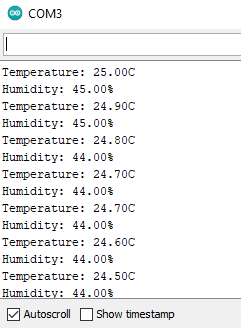 COM3
Temperature: 25.00C
Humidity: 45.00%
Temperature: 24.90C
Humidity: 45.00%
Temperature: 24.80C
Humidity: 44.00%
Temperature: 24.70C
Humidity: 44.00%
Temperature: 24.70C
Humidity: 44.00%
Temperature: 24.60C
Humidity: 44.00%
Temperature: 24.50C
Humidity: 44.00%
Autoscroll Show timestamp